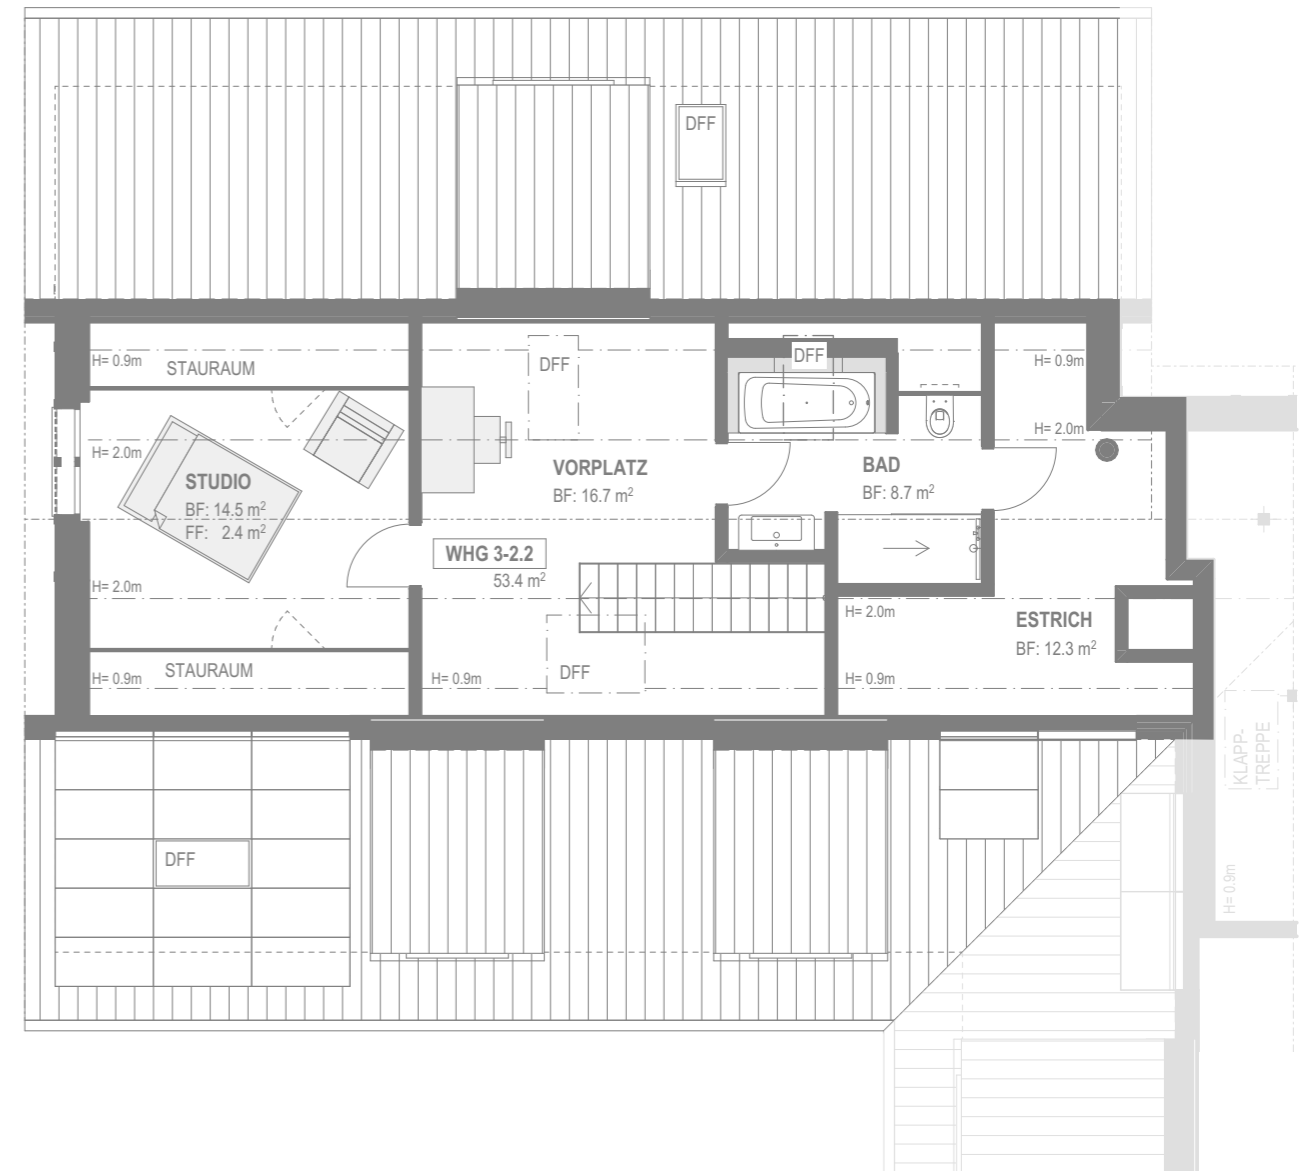 DFF
H= 0.9m
STAURAUM
DFF
DFF
H= 0.9m
H= 2.0m
H= 2.0m
STUDIO
BF: 14.5 m²
FF: 2.4 m²
VORPLATZ
BF: 16.7 m²
BAD
BF: 8.7 m²
WHG 3-2.2
53.4 m²
H= 2.0m
H= 2.0m
ESTRICH
BF: 12.3 m²
H= 0.9m
STAURAUM
H= 0.9m
DFF
H= 0.9m
KLAPP-
TREPPE
DFF
H= 0.9m